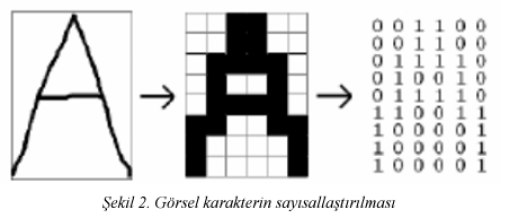 A
0 0 1 1 0 0
0 0 1 1 0 0
0 1 1 1 1 0
0 1 0 0 1 0
0 1 1 1 1 0
1 1 0 0 1 1
1 0 0 0 0 1
1 0 0 0 0 1
1 0 0 0 0 1
Şekil 2. Görsel karakterin sayısallaştırılması